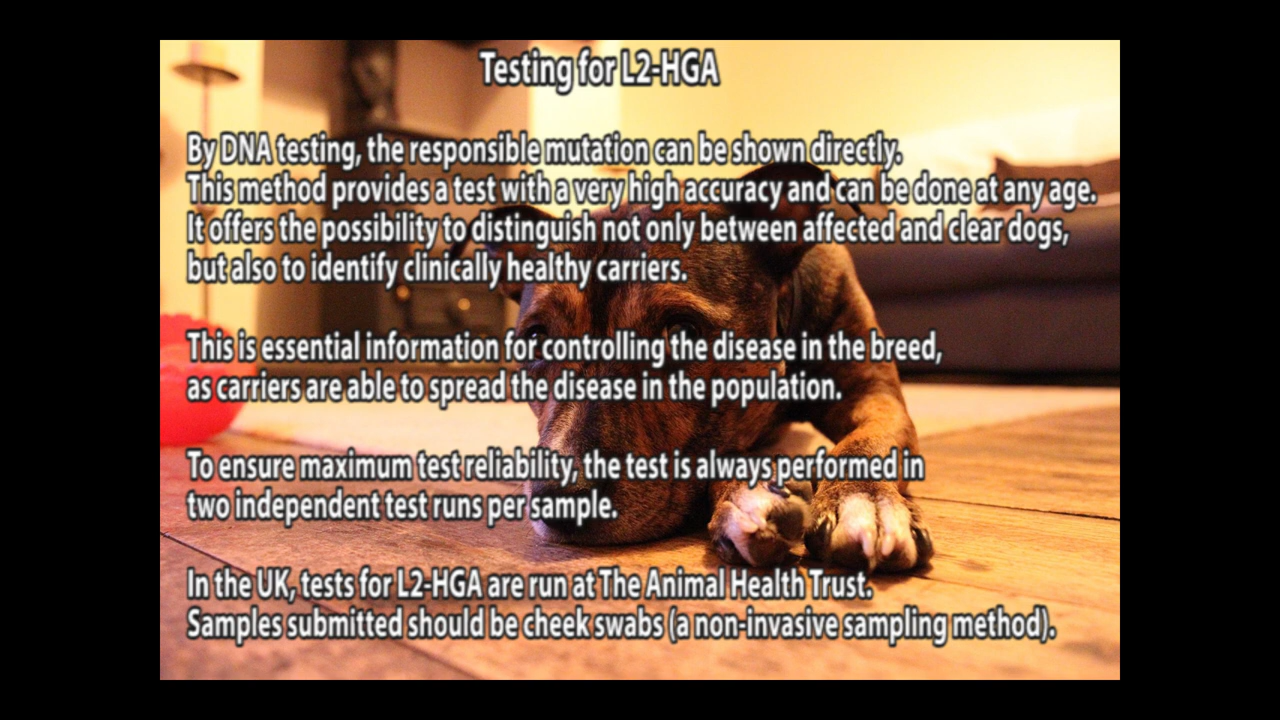 Testing for L2-HGA
By DNA testing, the responsible mutation can be shown directly.
This method provides a test with a very high accuracy and can be done at any age.
It offers the possibility to distinguish not only between affected and clear dogs,
but also to identify clinically healthy carriers.
This is essential information for controlling the disease in the breed,
as carriers are able to spread the disease in the population.
To ensure maximum test reliability, the test is always performed in
two independent test runs per sample.
In the UK, tests for L2-HGA are run at The Animal Health Trust.
Samples submitted should be cheek swabs (a non-invasive sampling method).